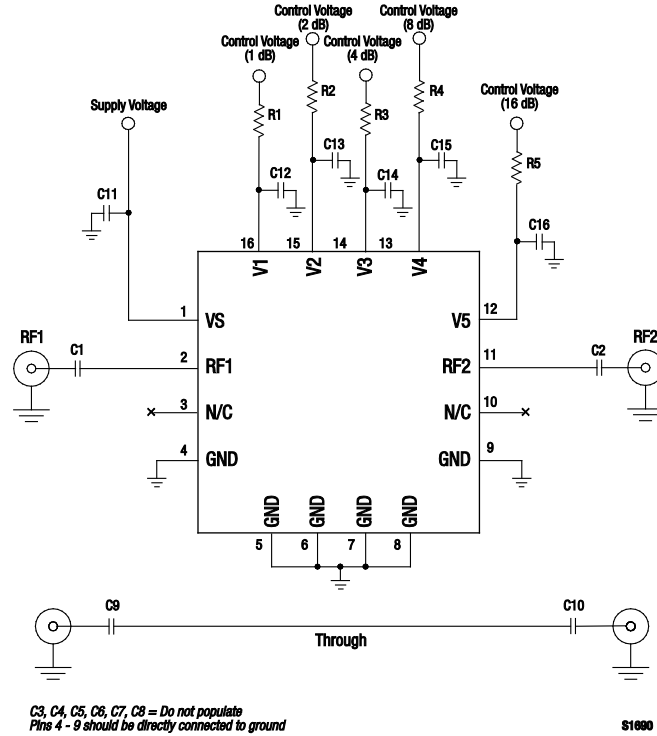 Control Voltage
(2 dB)
Control Voltage
(8 dB)
Control Voltage
(1 dB)
Control Voltage
(4 dB)
Control Voltage
(16 dB)
Supply Voltage
R1
R2
R3
R4
R5
C11
C12
C13
C14
C15
C16
16
15
14
13
V1
V2
V3
V4
1
VS
V5
12
RF1
C1
2
RF1
RF2
11
C2
RF2
3
N/C
N/C
10
4
GND
GND
9
GND
GND
GND
GND
5
6
7
8
C9
C10
Through
C3, C4, C5, C6, C7, C8 = Do not populate
Pins 4 - 9 should be directly connected to ground
S1690